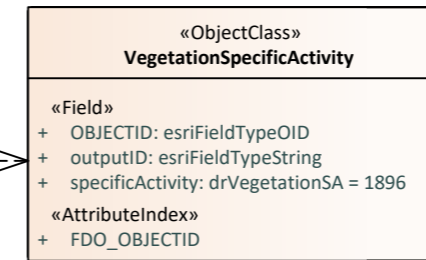 «ObjectClass»
VegetationSpecificActivity
«Field»
+ OBJECTID: esriFieldTypeOID
+ outputID: esriFieldTypeString
+ specificActivity: drVegetationSA = 1896
«AttributeIndex»
+ FDO_OBJECTID